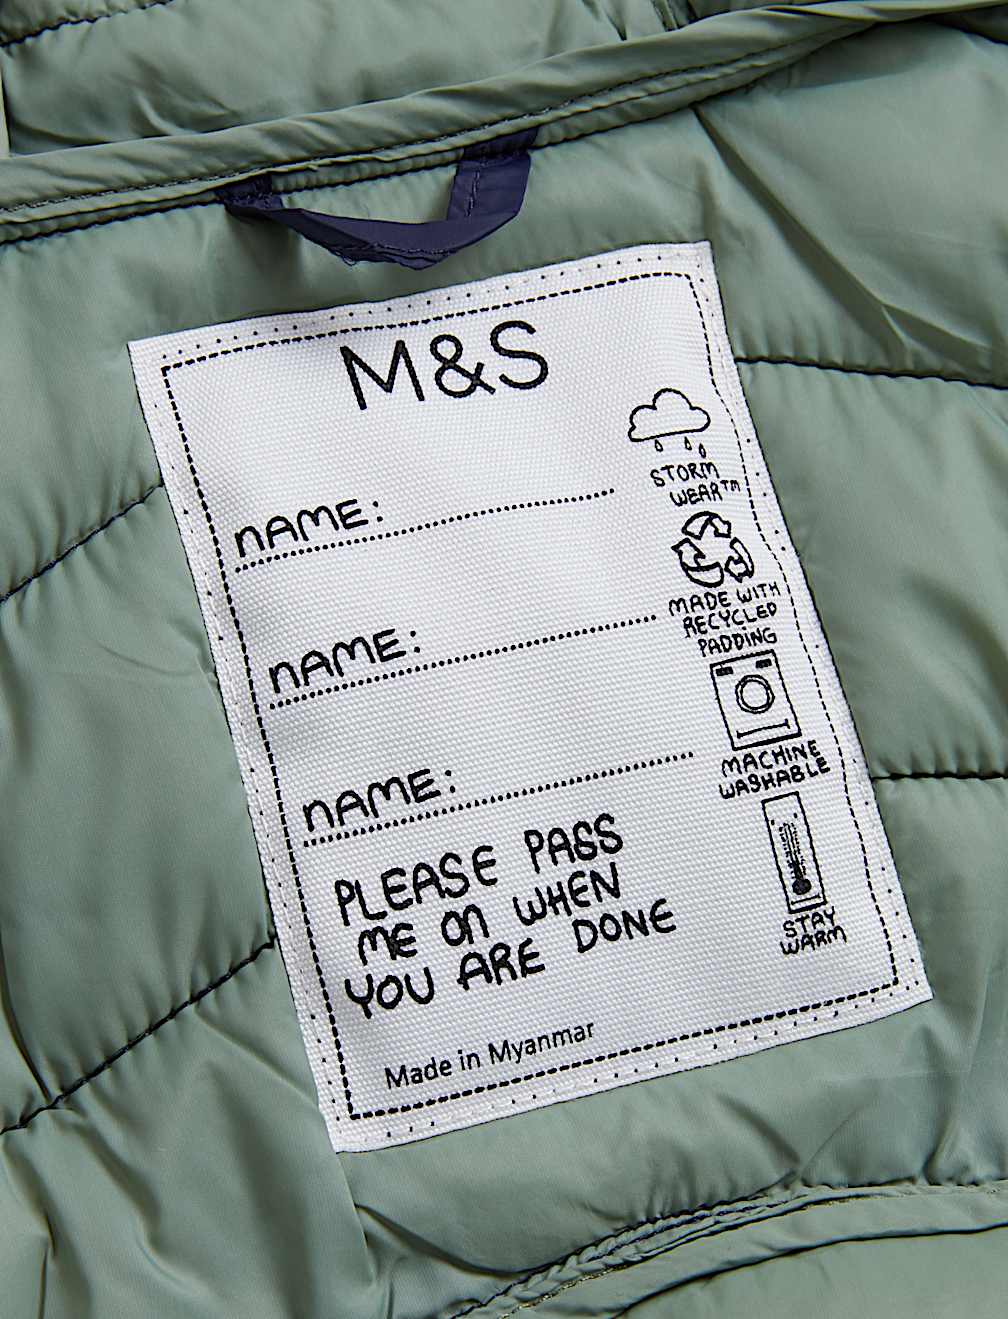 M&S
NAME:
NAME:
NAME:
PLEASE PASS
ME ON WHEN
YOU ARE DONE
Made in Myanmar
STORM
WEAR™
MADE WITH
RECYCLED
PADDING
MACHINE
WASHABLE
STAY
WARM